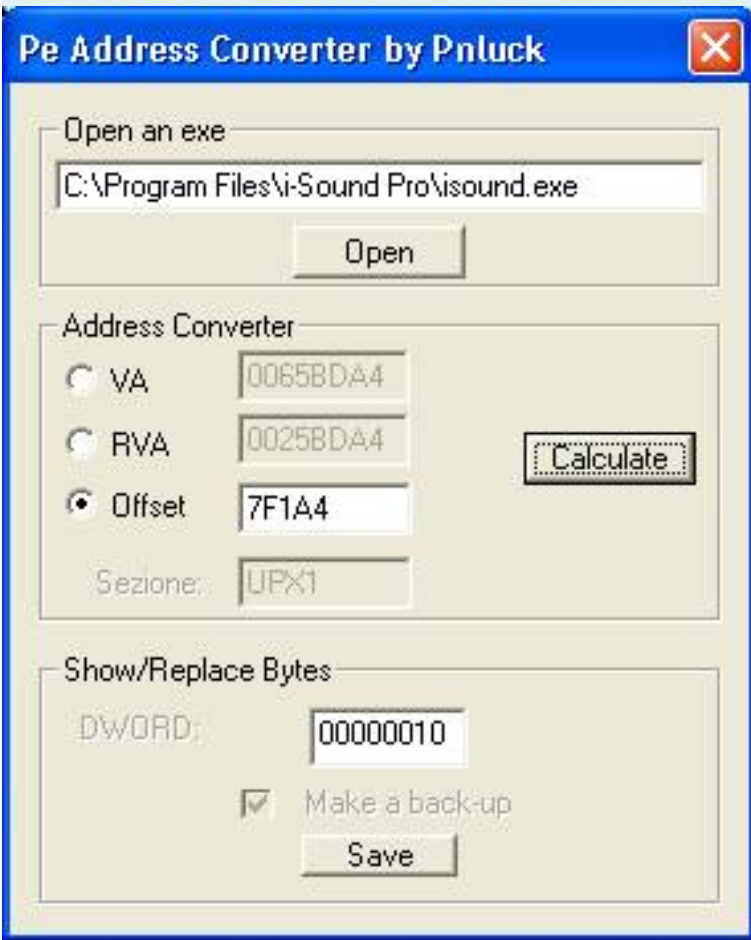 Pe Address Converter by Pnluck
Open an exe
C:\Program Files\i-Sound Pro\isound.exe
Open
Address Converter
VA 0065BDA4
RVA 0025BDA4
Calculate
Offset 7F1A4
Sezione: UPX1
Show/Replace Bytes
DWORD: 00000010
Make a back-up
Save